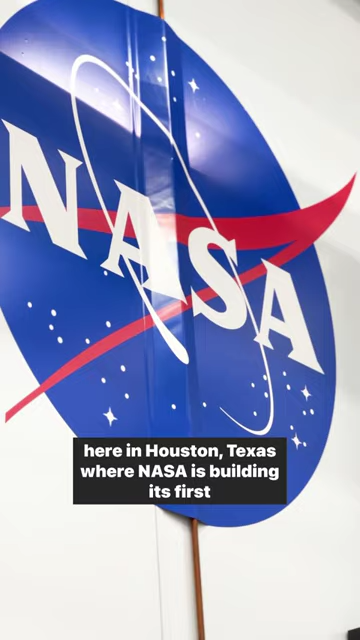 NASA
here in Houston, Texas
where NASA is building
its first